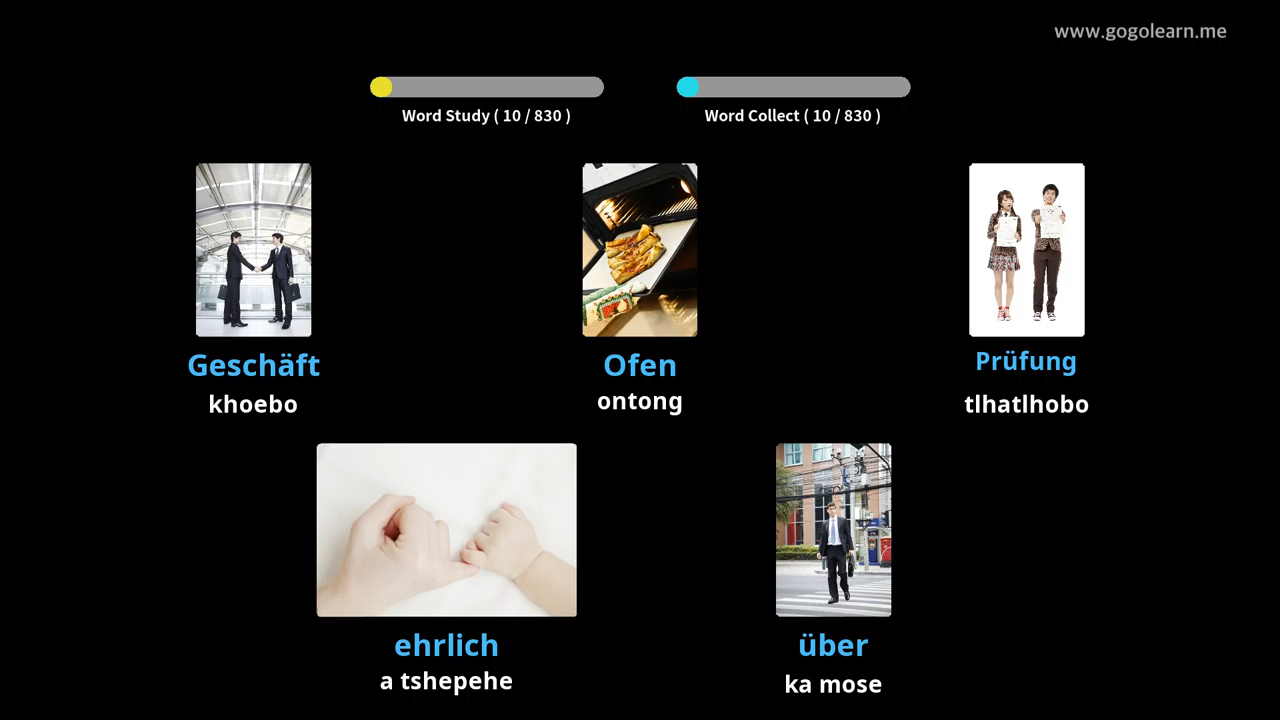 www.gogolearn.me
Word Study ( 10 / 830 )
Word Collect ( 10 / 830 )
Geschäft
khoebo
Ofen
ontong
Prüfung
tlhatlhobo
ehrlich
a tshepehe
über
ka mose